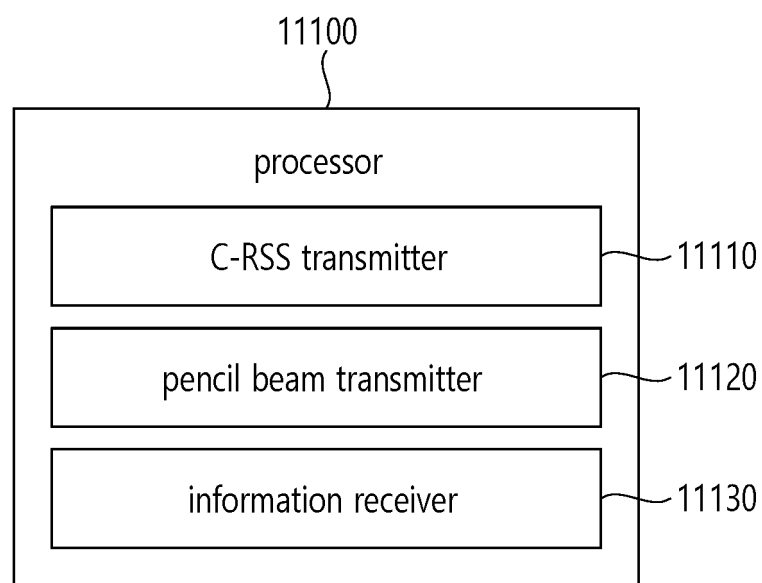 11100
processor
C-RSS transmitter
11110
pencil beam transmitter
11120
information receiver
11130